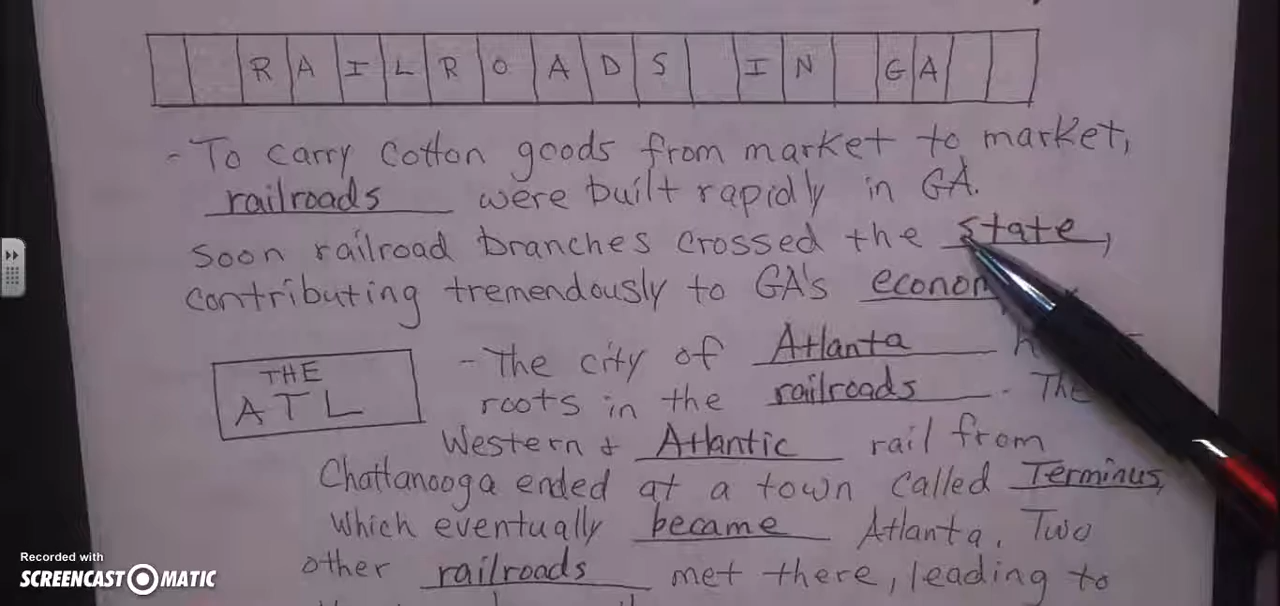 RAILROADS IN GA
- To carry cotton goods from market to market,
railroads were built rapidly in GA.
Soon railroad branches crossed the state,
contributing tremendously to GA's
THE
ATL
- The city of Atlanta
roots in the railroads. The
Western + Atlantic rail from
Chattanooga ended at a town called Terminus,
which eventually became Atlanta. Two
other railroads met there, leading to
Recorded with
SCREENCAST O MATIC